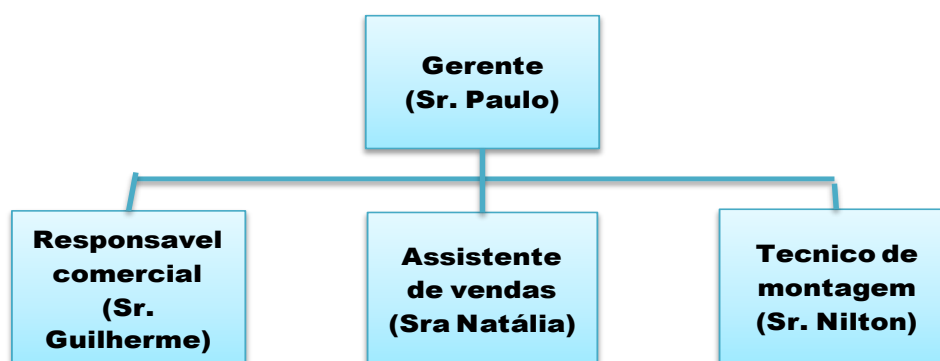 Gerente
(Sr. Paulo)
Responsavel
comercial
(Sr.
Guilherme)
Assistente
de vendas
(Sra Natália)
Tecnico de
montagem
(Sr. Nilton)